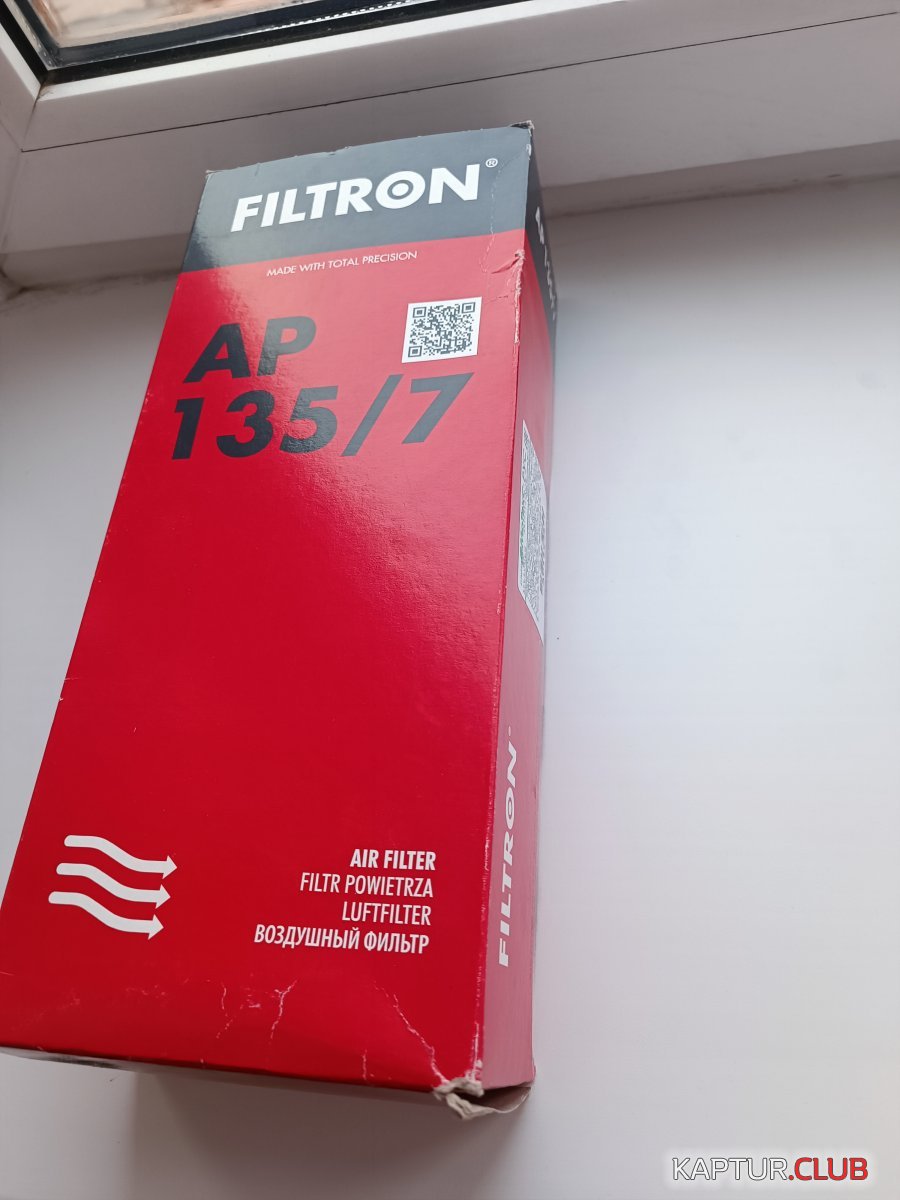 FILTRON®
MADE WITH TOTAL PRECISION
AP
135/7
AIR FILTER
FILTR POWIETRZA
LUFTFILTER
ВОЗДУШНЫЙ ФИЛЬТР
FILTRON
KAPTUR.CLUB